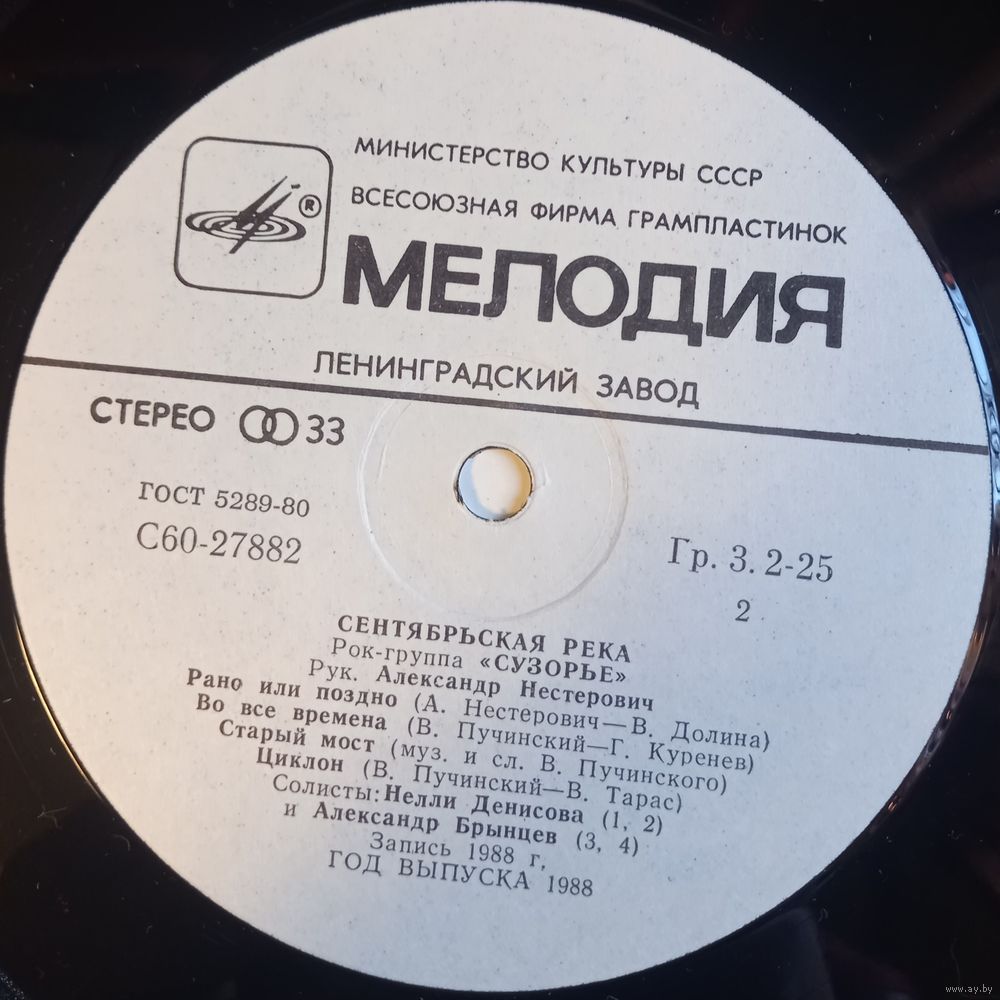 МИНИСТЕРСТВО КУЛЬТУРЫ СССР
ВСЕСОЮЗНАЯ ФИРМА ГРАМПЛАСТИНОК
®
МЕЛОДИЯ
ЛЕНИНГРАДСКИЙ ЗАВОД
СТЕРЕО 33
ГОСТ 5289-80
С60-27882
Гр. 3. 2-25
2
СЕНТЯБРЬСКАЯ РЕКА
Рок-группа «СУЗОРЬЕ»
Рук. Александр Нестерович
Рано или поздно (А. Нестерович—В. Долина)
Во все времена (В. Пучинский—Г. Куренев)
Старый мост (муз. и сл. В. Пучинского)
Циклон (В. Пучинский—В. Тарас)
Солисты: Нелли Денисова (1, 2)
и Александр Брынцев (3, 4)
Запись 1988 г,
ГОД ВЫПУСКА 1988
www.ay.by